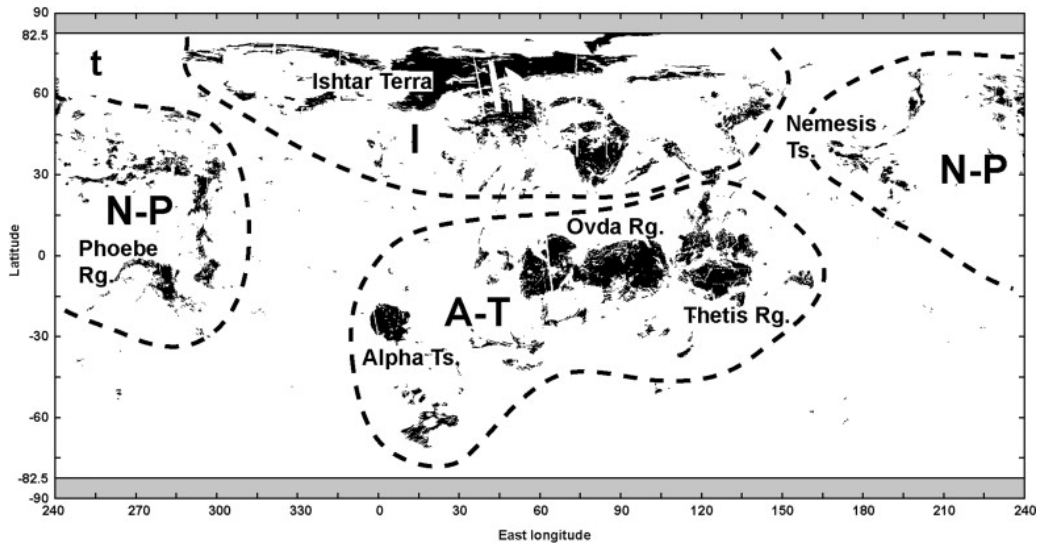 90
82.5
t
Ishtar Terra
60
I
Nemesis
Ts.
N-P
30
N-P
Phoebe
Rg.
Ovda Rg.
0
Latitude
A-T
Thetis Rg.
-30
Alpha Ts.
-60
-82.5
-90
240 270 300 330 0 30 60 90 120 150 180 210 240
East longitude